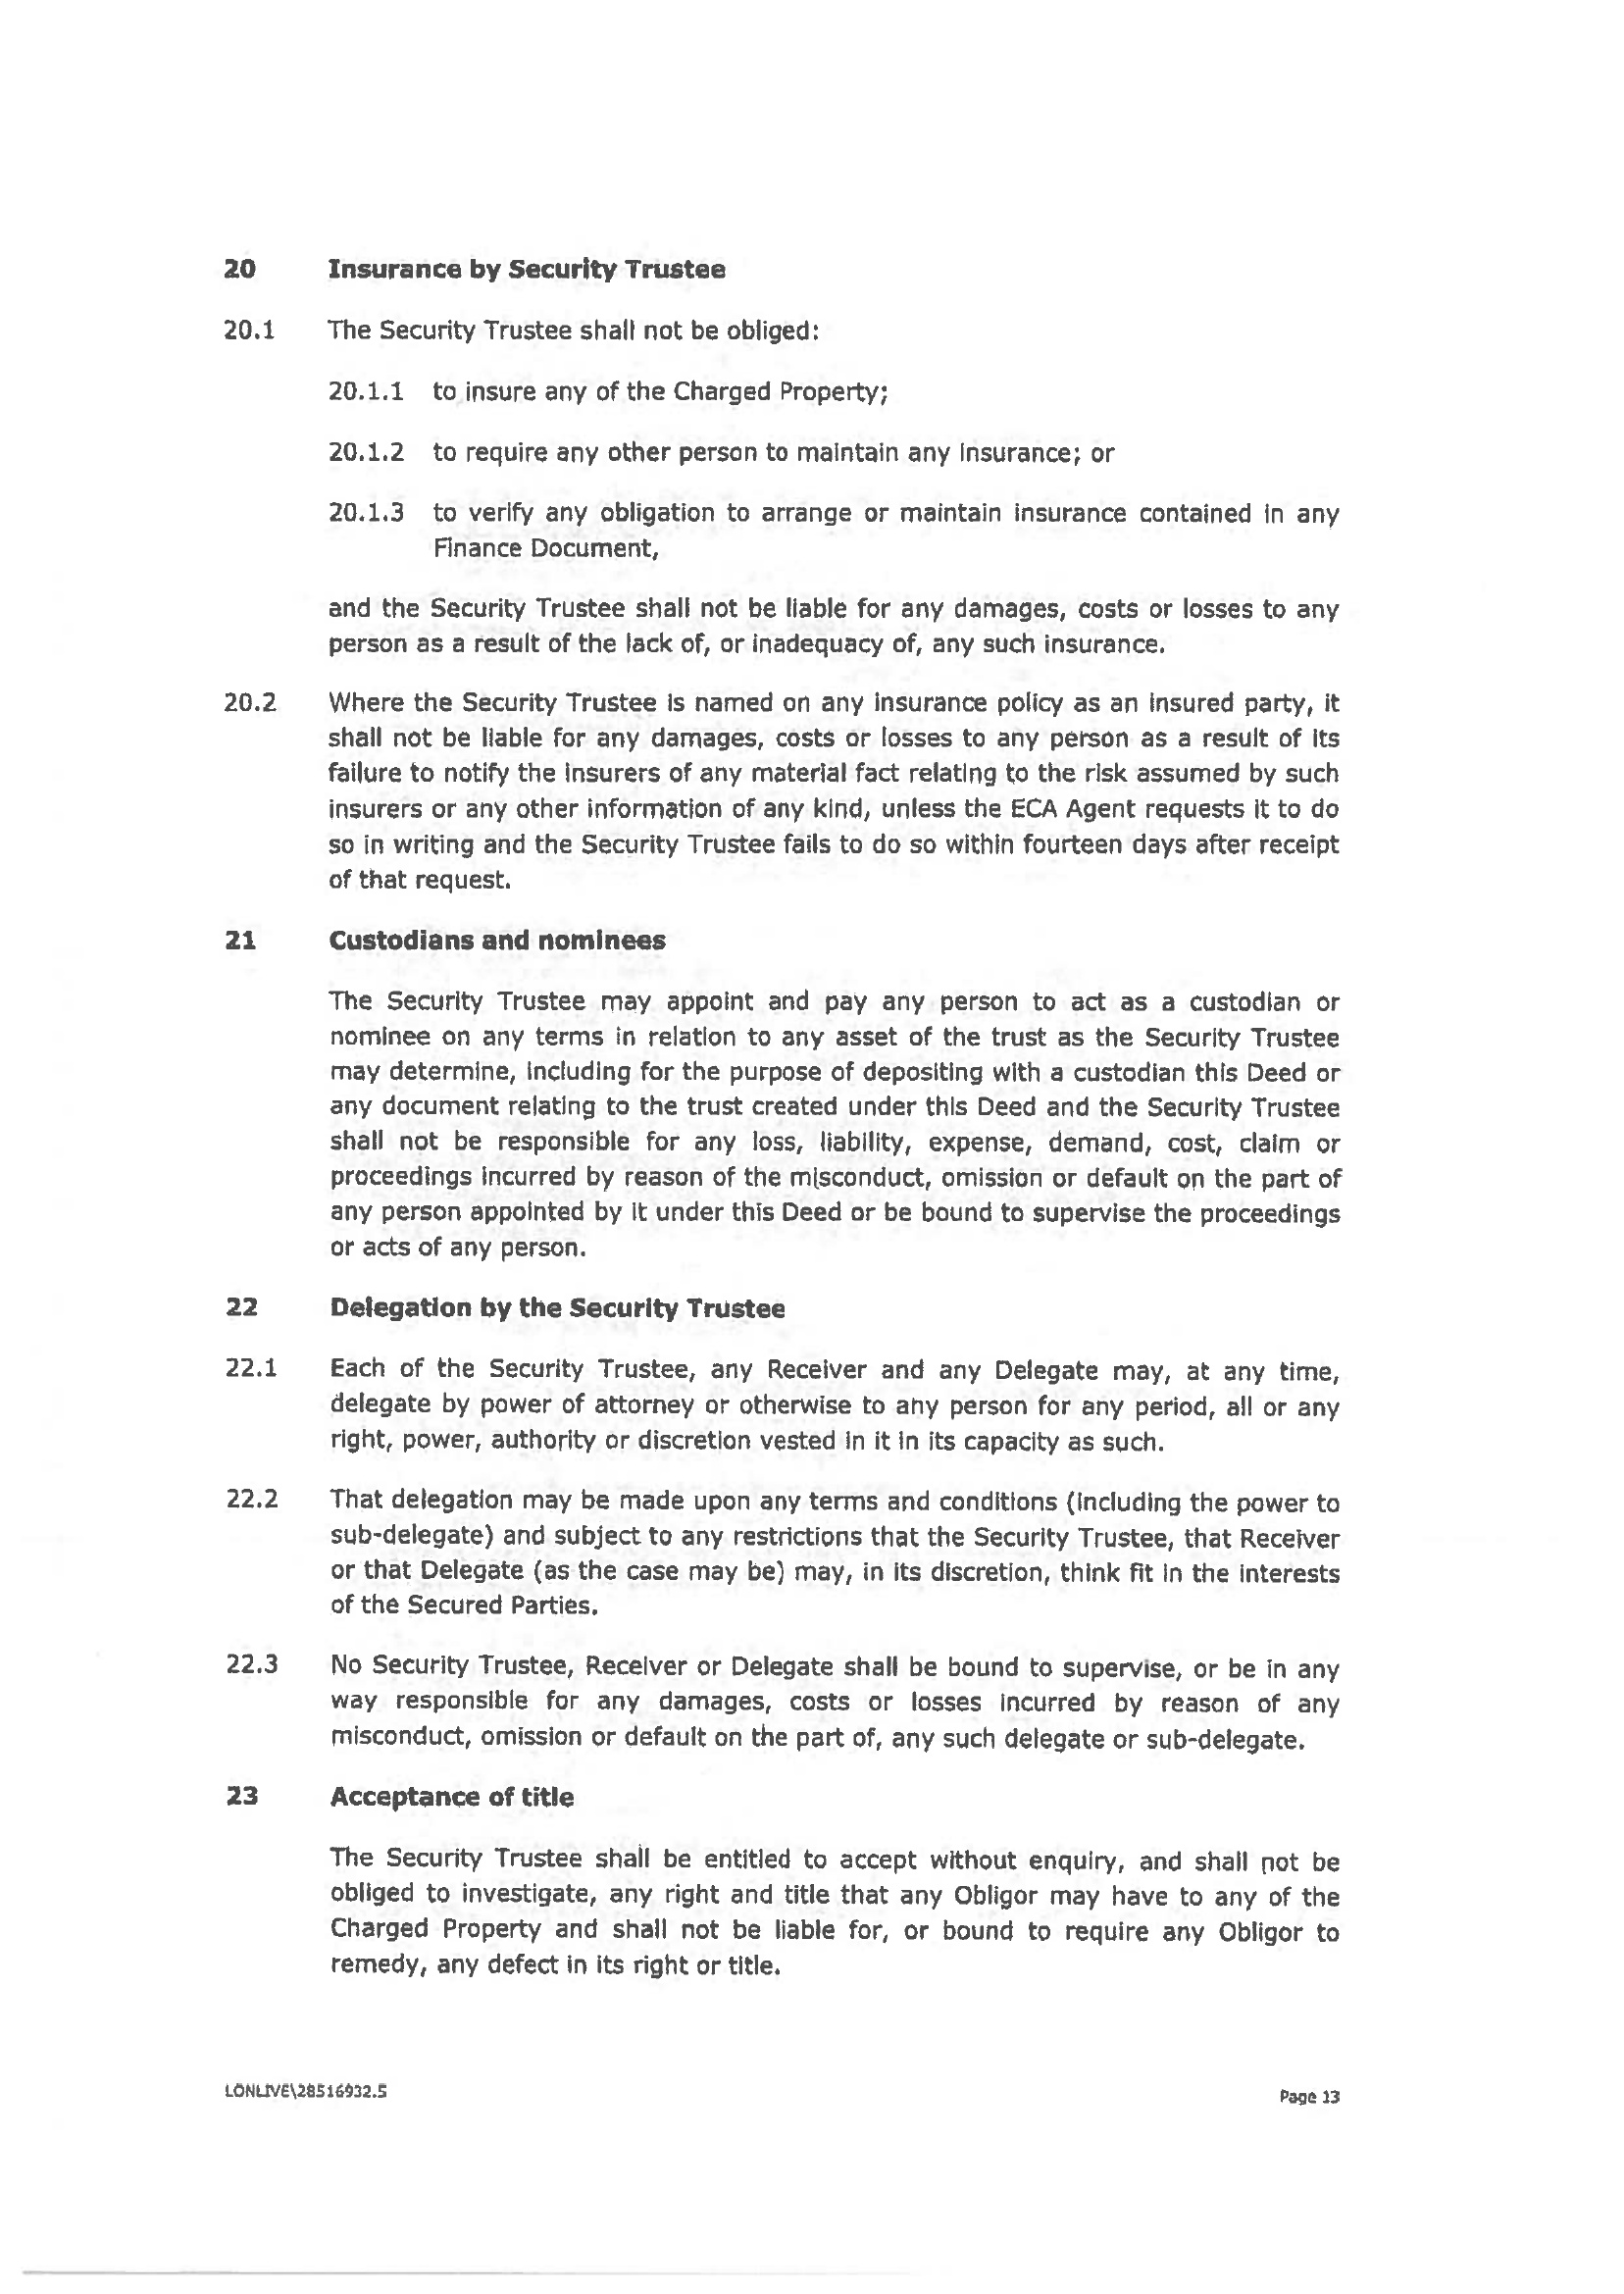 20 Insurance by Security Trustee
20.1 The Security Trustee shall not be obliged:
20.1.1 to insure any of the Charged Property;
20.1.2 to require any other person to maintain any insurance; or
20.1.3 to verify any obligation to arrange or maintain insurance contained in any
Finance Document,
and the Security Trustee shall not be liable for any damages, costs or losses to any
person as a result of the lack of, or inadequacy of, any such insurance.
20.2 Where the Security Trustee is named on any insurance policy as an insured party, it
shall not be liable for any damages, costs or losses to any person as a result of its
failure to notify the insurers of any material fact relating to the risk assumed by such
insurers or any other information of any kind, unless the ECA Agent requests it to do
so in writing and the Security Trustee fails to do so within fourteen days after receipt
of that request.
21 Custodians and nominees
The Security Trustee may appoint and pay any person to act as a custodian or
nominee on any terms in relation to any asset of the trust as the Security Trustee
may determine, including for the purpose of depositing with a custodian this Deed or
any document relating to the trust created under this Deed and the Security Trustee
shall not be responsible for any loss, liability, expense, demand, cost, claim or
proceedings incurred by reason of the misconduct, omission or default on the part of
any person appointed by it under this Deed or be bound to supervise the proceedings
or acts of any person.
22 Delegation by the Security Trustee
22.1 Each of the Security Trustee, any Receiver and any Delegate may, at any time,
delegate by power of attorney or otherwise to any person for any period, all or any
right, power, authority or discretion vested in it in its capacity as such.
22.2 That delegation may be made upon any terms and conditions (including the power to
sub-delegate) and subject to any restrictions that the Security Trustee, that Receiver
or that Delegate (as the case may be) may, in its discretion, think fit in the interests
of the Secured Parties.
22.3 No Security Trustee, Receiver or Delegate shall be bound to supervise, or be in any
way responsible for any damages, costs or losses incurred by reason of any
misconduct, omission or default on the part of, any such delegate or sub-delegate.
23 Acceptance of title
The Security Trustee shall be entitled to accept without enquiry, and shall not be
obliged to investigate, any right and title that any Obligor may have to any of the
Charged Property and shall not be liable for, or bound to require any Obligor to
remedy, any defect in its right or title.
LONLIVE\28516932.5
Page 13